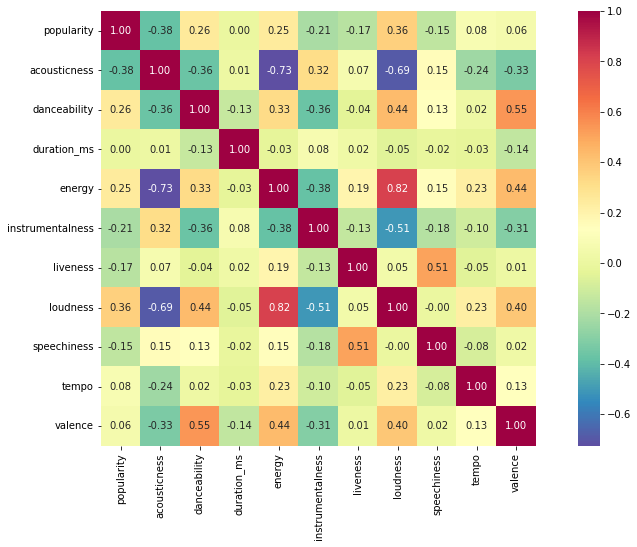 popularity 1.00 -0.38 0.26 0.00 0.25 -0.21 -0.17 0.36 -0.15 0.08 0.06
acousticness -0.38 1.00 -0.36 0.01 -0.73 0.32 0.07 -0.69 0.15 -0.24 -0.33
danceability 0.26 -0.36 1.00 -0.13 0.33 -0.36 -0.04 0.44 0.13 0.02 0.55
duration_ms 0.00 0.01 -0.13 1.00 -0.03 0.08 0.02 -0.05 -0.02 -0.03 -0.14
energy 0.25 -0.73 0.33 -0.03 1.00 -0.38 0.19 0.82 0.15 0.23 0.44
instrumentalness -0.21 0.32 -0.36 0.08 -0.38 1.00 -0.13 -0.51 -0.18 -0.10 -0.31
liveness -0.17 0.07 -0.04 0.02 0.19 -0.13 1.00 0.05 0.51 -0.05 0.01
loudness 0.36 -0.69 0.44 -0.05 0.82 -0.51 0.05 1.00 -0.00 0.23 0.40
speechiness -0.15 0.15 0.13 -0.02 0.15 -0.18 0.51 -0.00 1.00 -0.08 0.02
tempo 0.08 -0.24 0.02 -0.03 0.23 -0.10 -0.05 0.23 -0.08 1.00 0.13
valence 0.06 -0.33 0.55 -0.14 0.44 -0.31 0.01 0.40 0.02 0.13 1.00
popularity
acousticness
danceability
duration_ms
energy
instrumentalness
liveness
loudness
speechiness
tempo
valence
1.0
0.8
0.6
0.4
0.2
0.0
−0.2
−0.4
−0.6